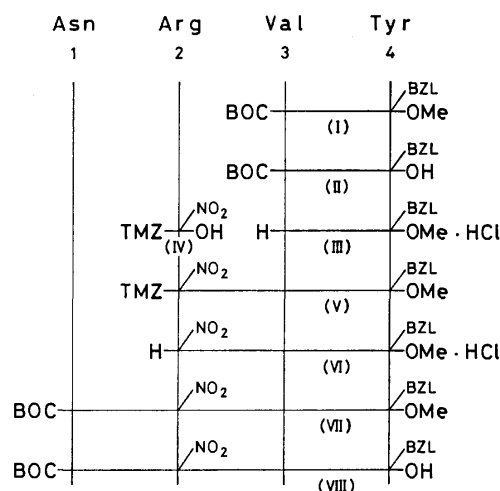 Asn Arg Val Tyr
1 2 3 4
BZL
BOC OMe
(I)
BZL
BOC OH
(II)
NO2 BZL
TMZ OH H OMe · HCl
(IV) (III)
NO2 BZL
TMZ OMe
(V)
NO2 BZL
H OMe · HCl
(VI)
NO2 BZL
BOC OMe
(VII)
NO2 BZL
BOC OH
(VIII)